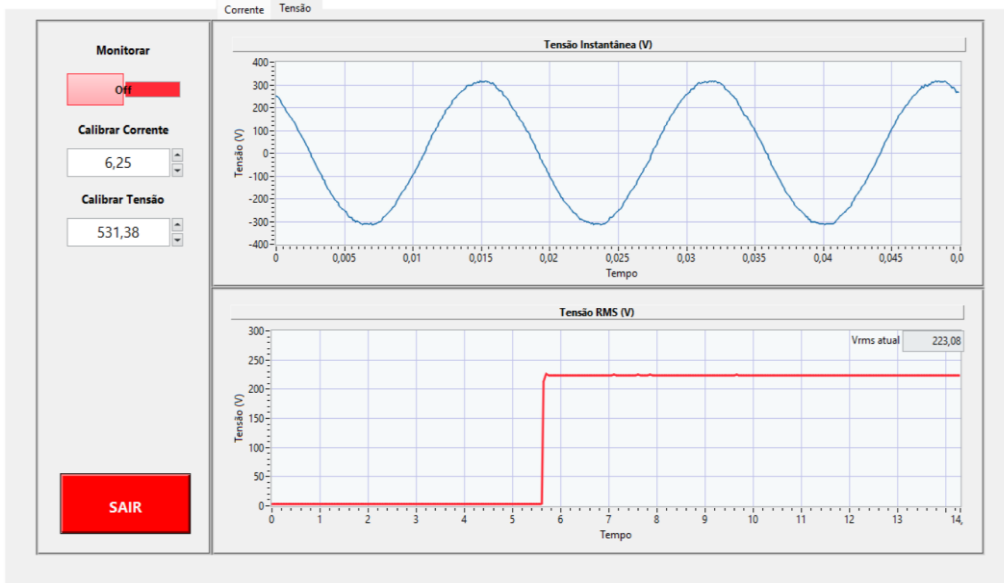 Corrente Tensão
Monitorar
Off
Calibrar Corrente
6,25
Calibrar Tensão
531,38
SAIR
Tensão Instantânea (V)
Tensão (V)
400
300
200
100
0
-100
-200
-300
-400
0 0,005 0,01 0,015 0,02 0,025 0,03 0,035 0,04 0,045 0,0
Tempo
Tensão RMS (V)
Vrms atual 223,08
Tensão (V)
300
250
200
150
100
50
0
0 1 2 3 4 5 6 7 8 9 10 11 12 13 14,
Tempo